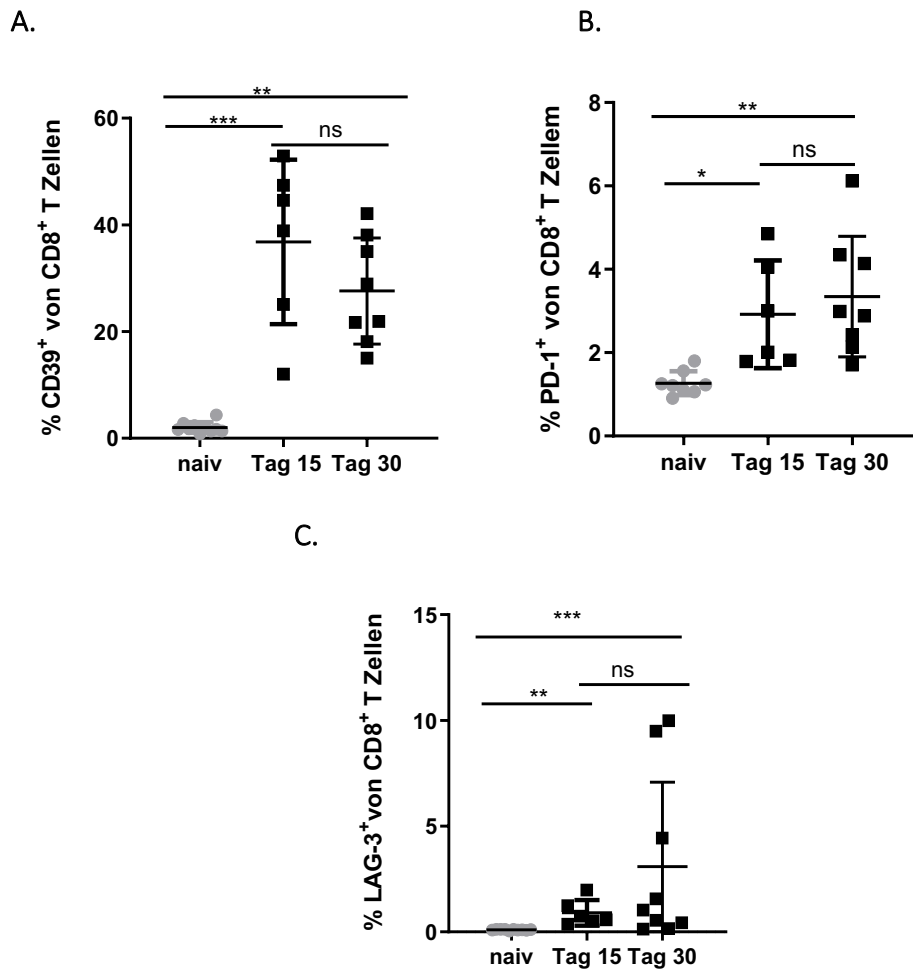 A.
% CD39⁺ von CD8⁺ T Zellen
60
40
20
0
**
***
ns
naiv Tag 15 Tag 30
B.
% PD-1⁺ von CD8⁺ T Zellem
8
6
4
2
0
**
ns
*
naiv Tag 15 Tag 30
C.
% LAG-3⁺von CD8⁺ T Zellen
15
10
5
0
***
ns
**
naiv Tag 15 Tag 30